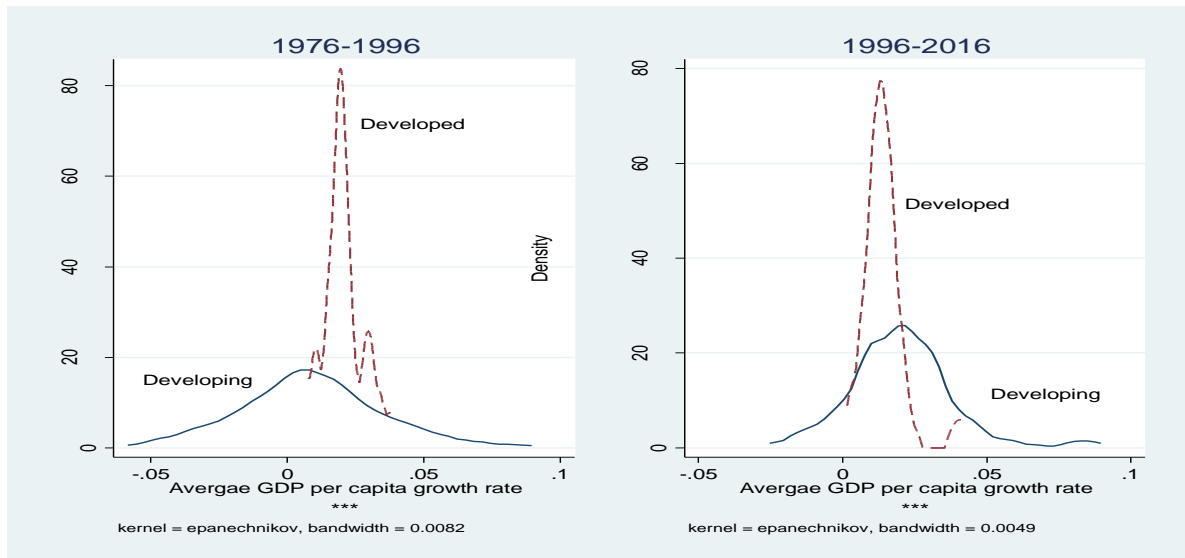 1976-1996
80
60
40
20
0
Developed
Developing
-.05 0 .05 .1
Avergae GDP per capita growth rate
***
kernel = epanechnikov, bandwidth = 0.0082
1996-2016
Density
80
60
40
20
0
Developed
Developing
-.05 0 .05 .1
Avergae GDP per capita growth rate
***
kernel = epanechnikov, bandwidth = 0.0049